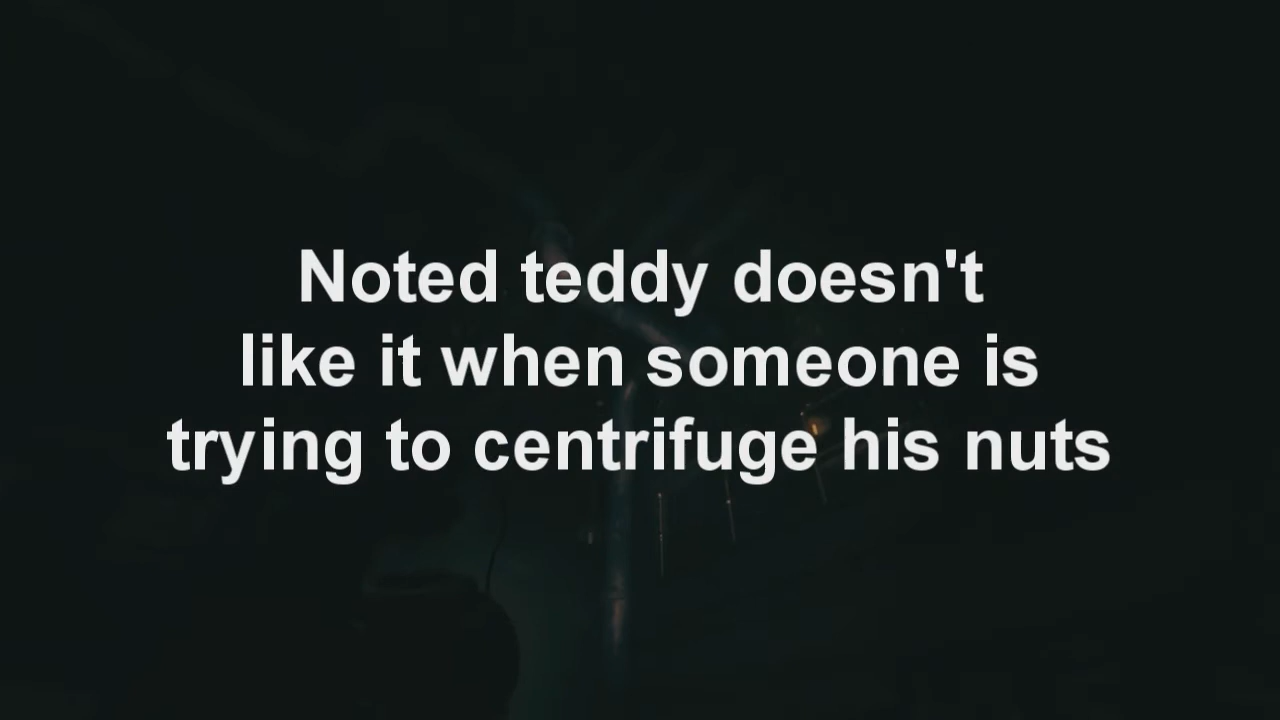 Noted teddy doesn't
like it when someone is
trying to centrifuge his nuts